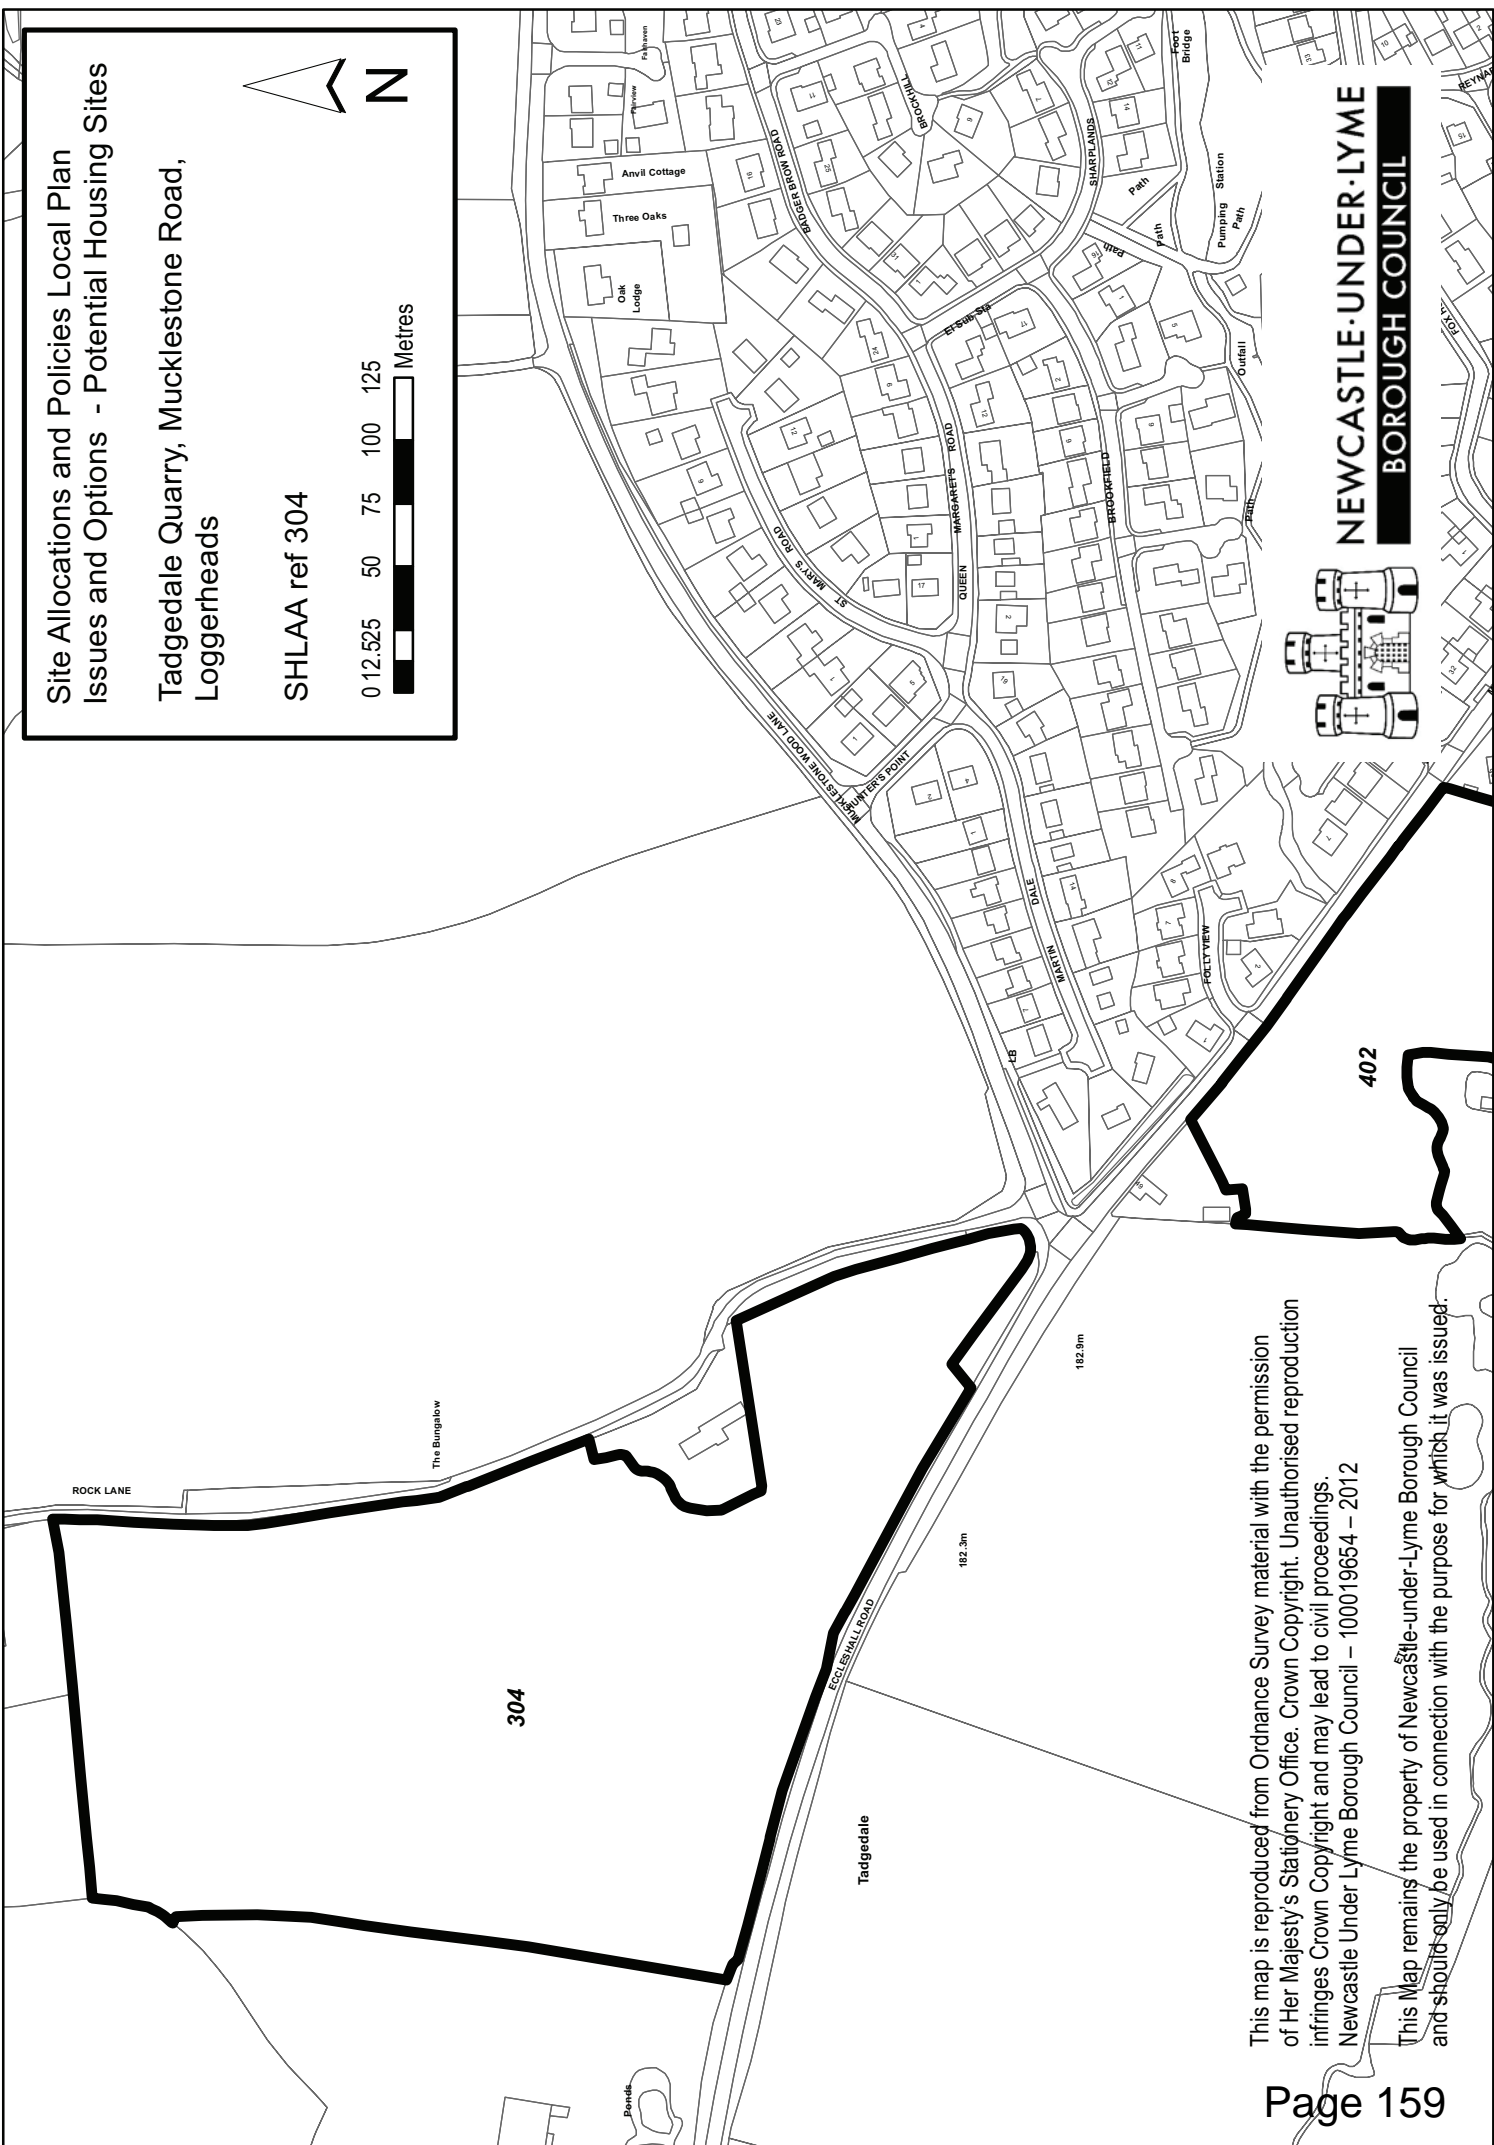 Site Allocations and Policies Local Plan
Issues and Options - Potential Housing Sites
Tadgedale Quarry, Mucklestone Road,
Loggerheads
SHLAA ref 304
0 12.525 50 75 100 125
Metres
N
ROCK LANE
The Bungalow
304
ECCLESHALL ROAD
Tadgedale
182.3m
182.9m
Ponds
402
MUCKLESTONE WOOD LANE
HUNTER'S POINT
MARTIN DALE
FOLLY VIEW
LB
ST MARY'S ROAD
QUEEN MARGARET'S ROAD
BROOKFIELD
BADGER BROW ROAD
BROCKHILL
SHARPLANDS
El Sub Sta
Anvil Cottage
Three Oaks
Oak
Lodge
Fairview
Fairhaven
Foot
Bridge
Pumping Station
Path
Path
Path
Path
Path
Outfall
NEWCASTLE·UNDER·LYME
BOROUGH COUNCIL
This map is reproduced from Ordnance Survey material with the permission
of Her Majesty's Stationery Office. Crown Copyright. Unauthorised reproduction
infringes Crown Copyright and may lead to civil proceedings.
Newcastle Under Lyme Borough Council – 100019654 – 2012
This Map remains the property of Newcastle-under-Lyme Borough Council
and should only be used in connection with the purpose for which it was issued.
Page 159